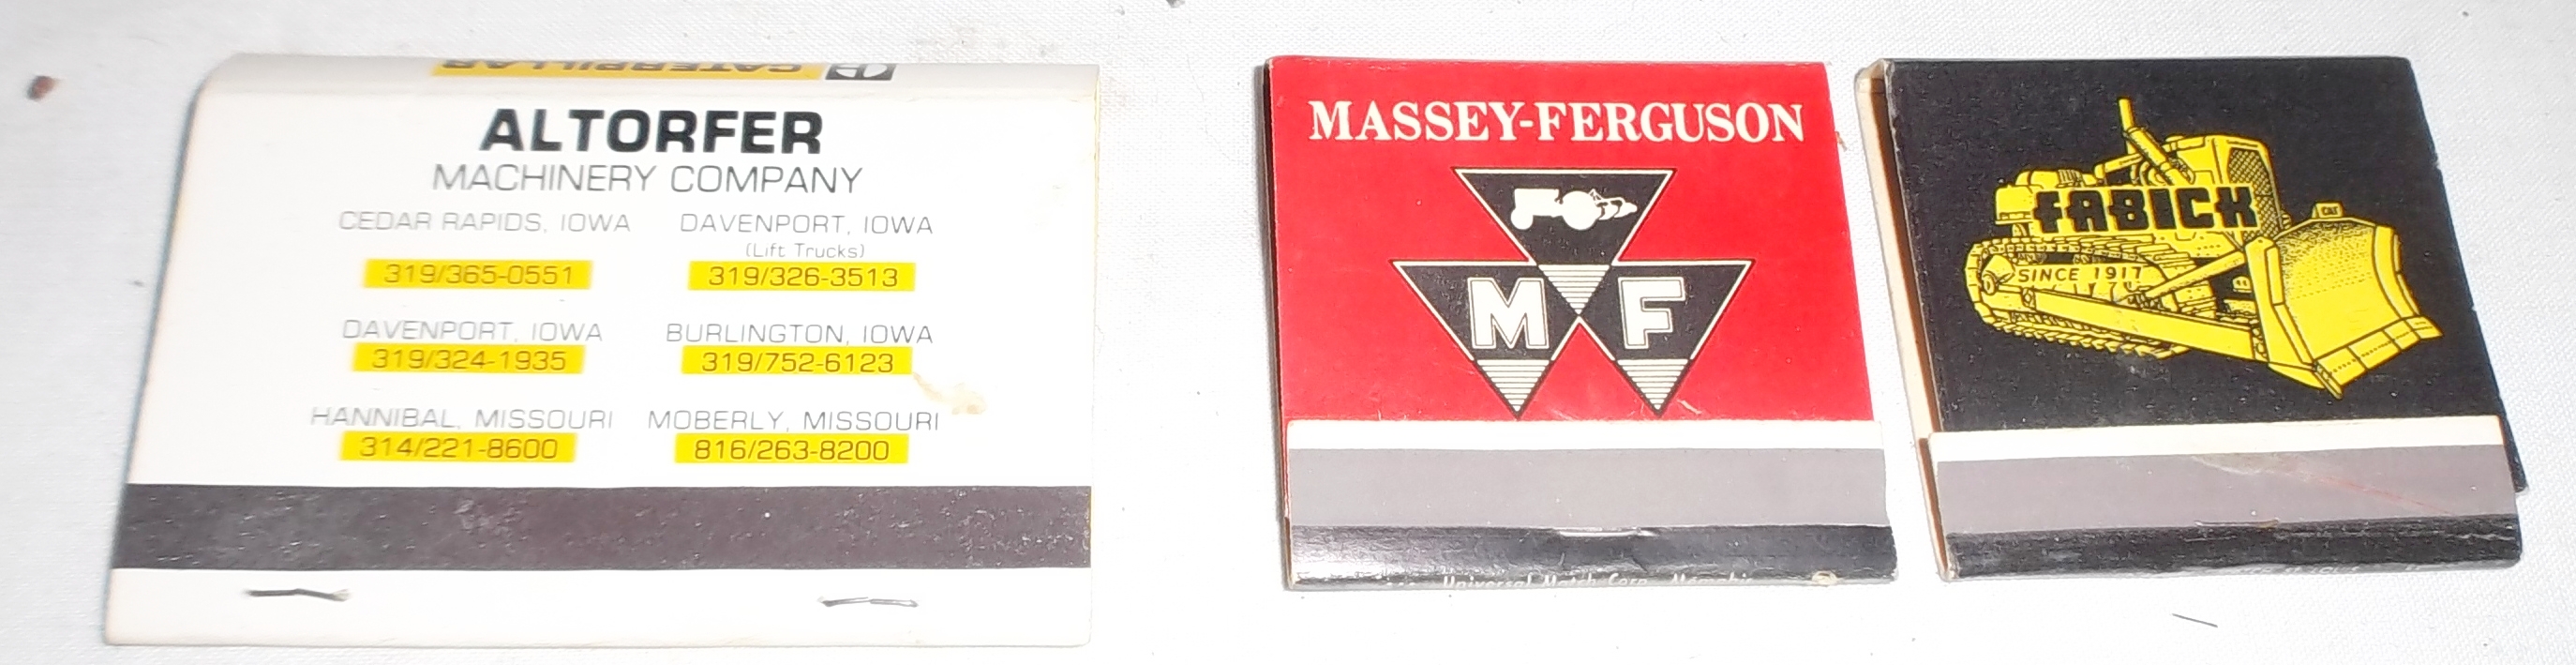 CATERPILLAR
ALTORFER
MACHINERY COMPANY
CEDAR RAPIDS, IOWA
319/365-0551
DAVENPORT, IOWA
(Lift Trucks)
319/326-3513
DAVENPORT, IOWA
319/324-1935
BURLINGTON, IOWA
319/752-6123
HANNIBAL, MISSOURI
314/221-8600
MOBERLY, MISSOURI
816/263-8200
MASSEY-FERGUSON
M F
Universal Match Corp. Memphis
FABICK
CAT
SINCE 1917